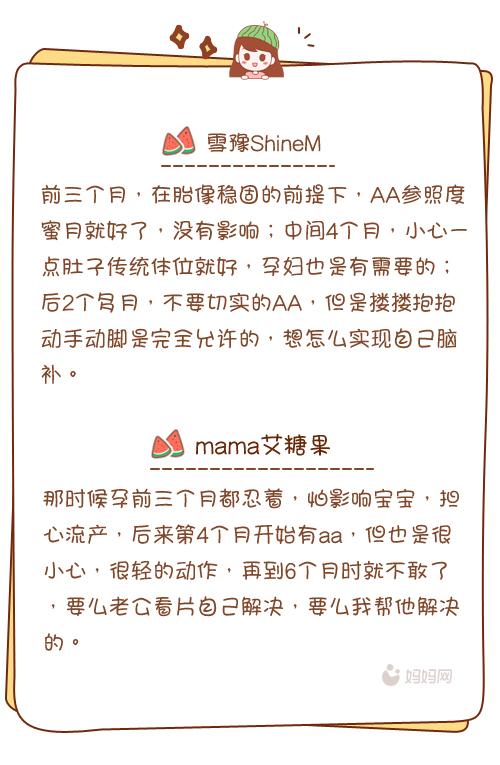 雪豫ShineM
前三个月，在胎像稳固的前提下，AA参照度
蜜月就好了，没有影响；中间4个月，小心一
点肚子传统体位就好，孕妇也是有需要的；
后2个多月，不要切实的AA，但是搂搂抱抱
动手动脚是完全允许的，想怎么实现自己脑
补。
mama艾糖果
那时候孕前三个月都忍着，怕影响宝宝，担
心流产，后来第4个月开始有aa，但也是很
小心，很轻的动作，再到6个月时就不敢了
，要么老公看片自己解决，要么我帮他解决
的。
妈妈网